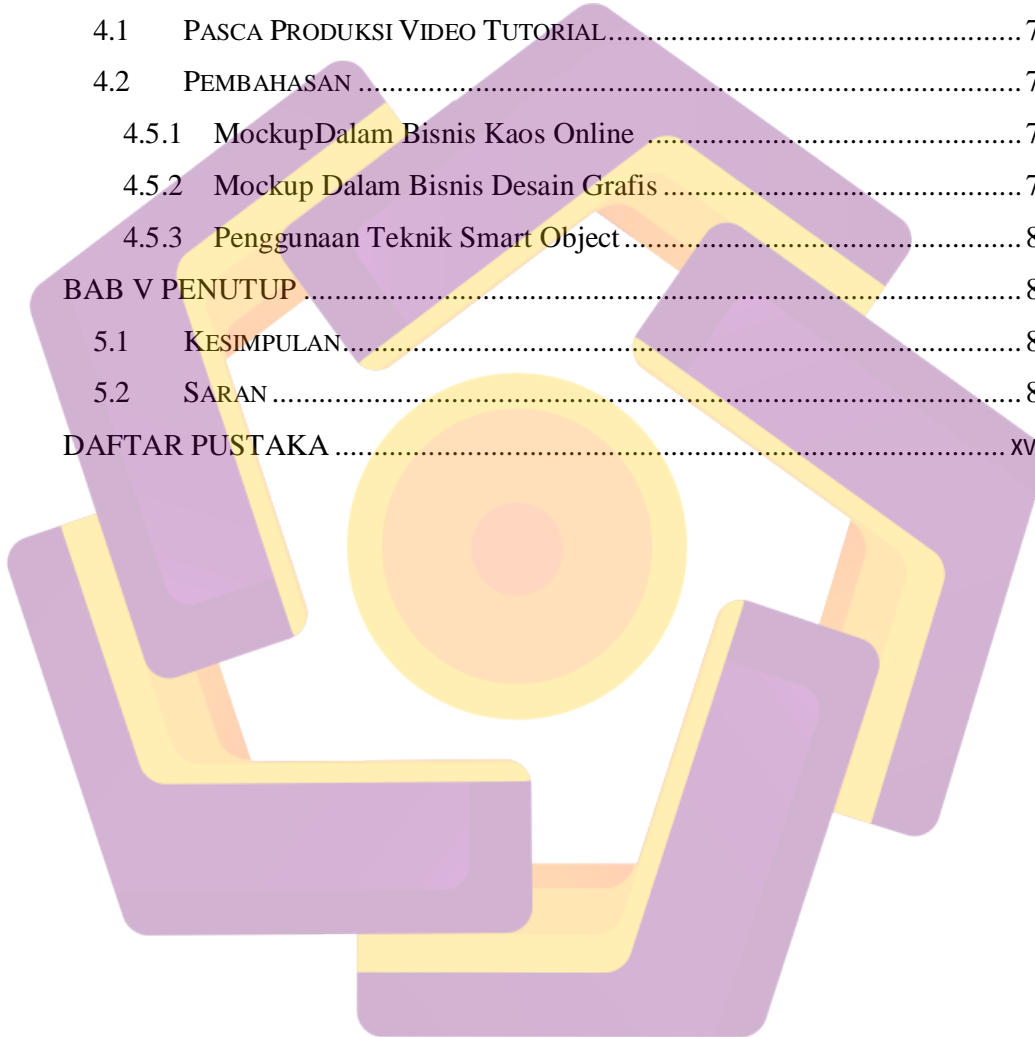 4.1 PASCA PRODUKSI VIDEO TUTORIAL........................................................7
4.2 PEMBAHASAN ........................................................................................7
4.5.1 MockupDalam Bisnis Kaos Online ..................................................7
4.5.2 Mockup Dalam Bisnis Desain Grafis ................................................7
4.5.3 Penggunaan Teknik Smart Object .....................................................8
BAB V PENUTUP ..............................................................................................8
5.1 KESIMPULAN..........................................................................................8
5.2 SARAN ....................................................................................................8
DAFTAR PUSTAKA ....................................................................................... xv